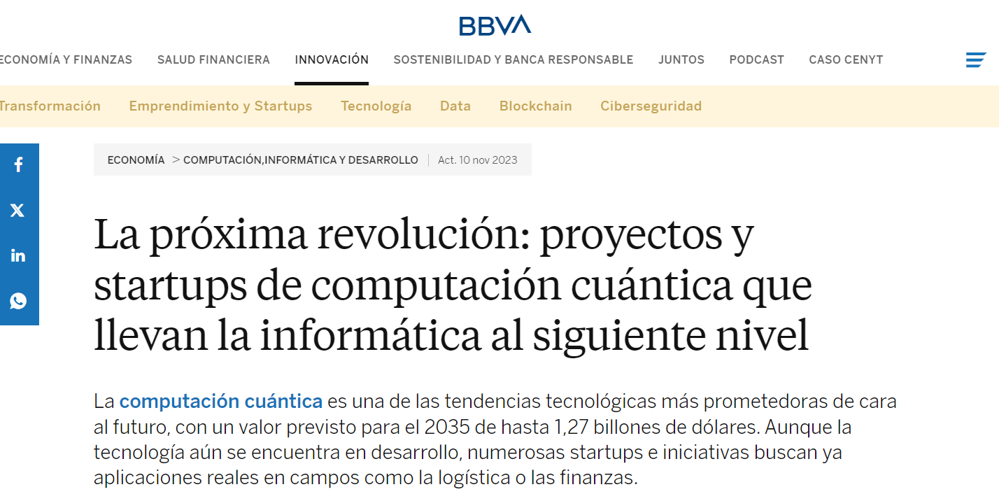 BBVA
ECONOMÍA Y FINANZAS SALUD FINANCIERA INNOVACIÓN SOSTENIBILIDAD Y BANCA RESPONSABLE JUNTOS PODCAST CASO CENYT
Transformación Emprendimiento y Startups Tecnología Data Blockchain Ciberseguridad
ECONOMÍA > COMPUTACIÓN,INFORMÁTICA Y DESARROLLO | Act. 10 nov 2023
La próxima revolución: proyectos y
startups de computación cuántica que
llevan la informática al siguiente nivel
La computación cuántica es una de las tendencias tecnológicas más prometedoras de cara
al futuro, con un valor previsto para el 2035 de hasta 1,27 billones de dólares. Aunque la
tecnología aún se encuentra en desarrollo, numerosas startups e iniciativas buscan ya
aplicaciones reales en campos como la logística o las finanzas.